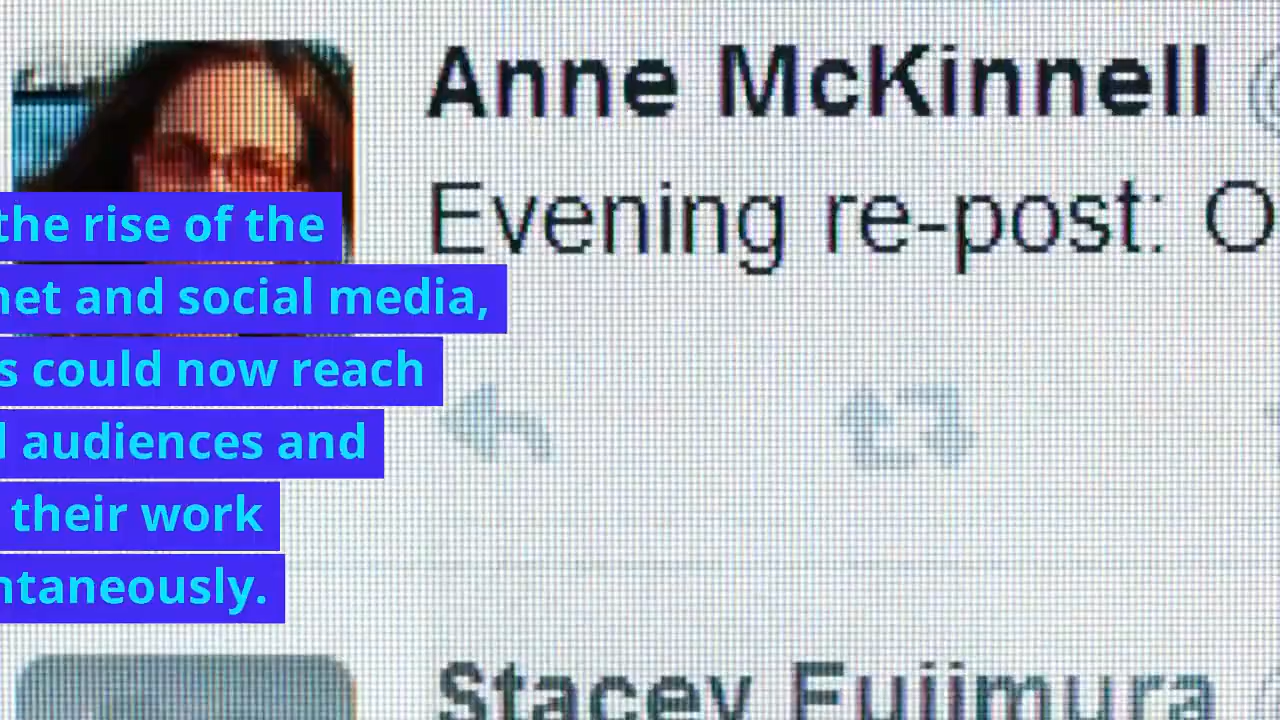 Anne McKinnell
Evening re-post: O
the rise of the
net and social media,
s could now reach
audiences and
their work
ntaneously.
Stacey Fujimura